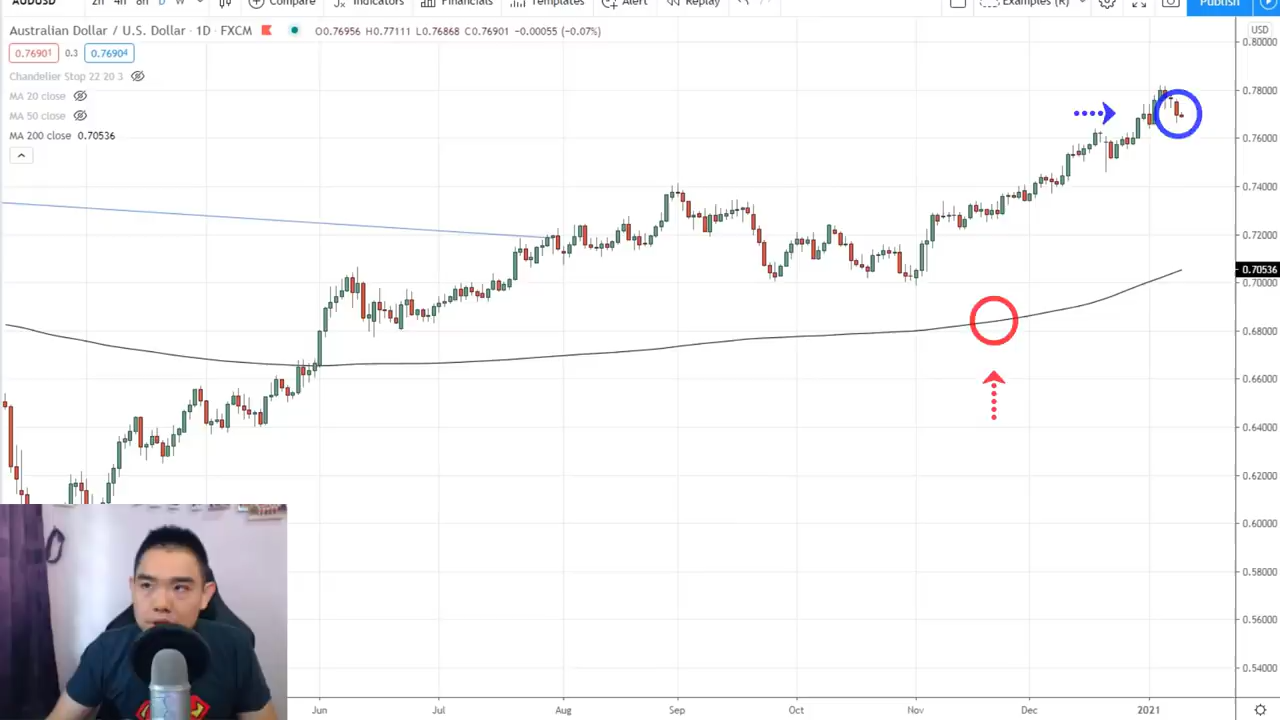 AUDUSD 2h 4h 8h D W Compare Indicators Financials Templates Alert Replay Examples (R) Publish
Australian Dollar / U.S. Dollar · 1D · FXCM O0.76956 H0.77111 L0.76868 C0.76901 −0.00055 (−0.07%)
USD
0.76901 0.3 0.76904
Chandelier Stop 22 20 3
MA 20 close
MA 50 close
MA 200 close 0.70536
0.80000
0.78000
0.76000
0.74000
0.72000
0.70536
0.70000
0.68000
0.66000
0.64000
0.62000
0.60000
0.58000
0.56000
0.54000
Jun Jul Aug Sep Oct Nov Dec 2021